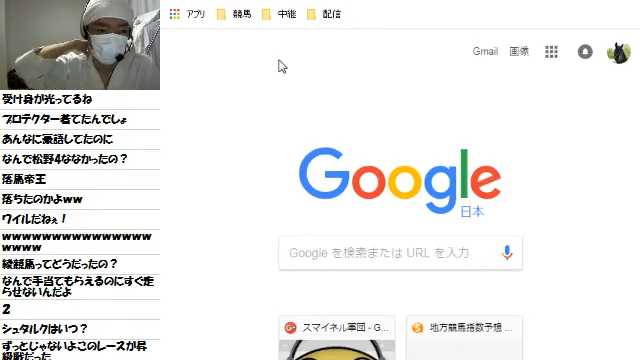 アプリ 競馬 中継 配信
Gmail 画像
受け身が光ってるね
プロテクター着てたんでしょ
あんなに豪語してたのに
なんで松野4ななかったの？
落馬帝王
落ちたのかよww
ワイルだねぇ！
wwwwwwwwwwwwwww
wwww
綾競馬ってどうだったの？
なんで手当てもらえるのにすぐ走
らせないんだよ
2
シュタルクはいつ？
ずっとじゃないよこのレースが昇
級戦だった
Google
日本
Google を検索または URL を入力
スマイネル軍団 - G...
地方競馬指数予想 ...